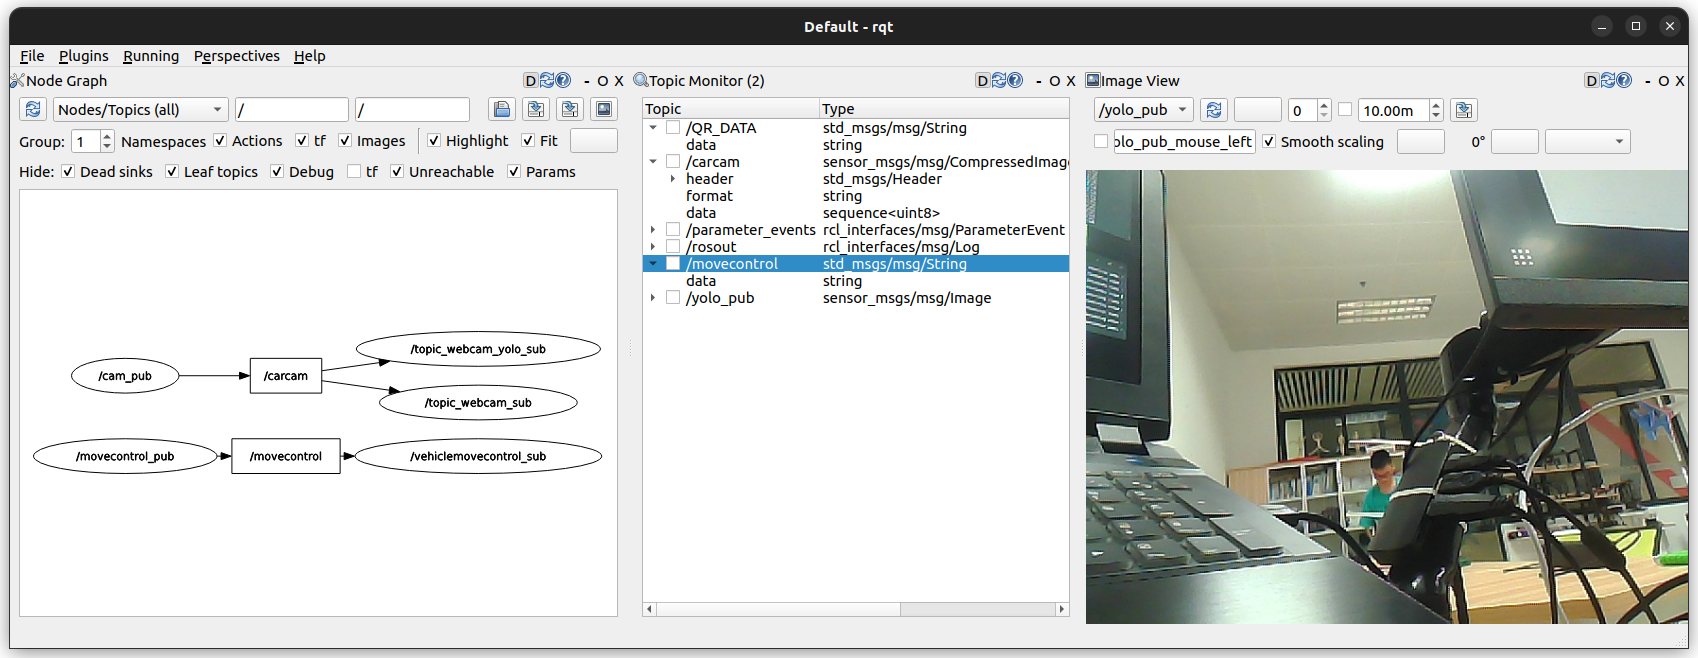 Default - rqt
File Plugins Running Perspectives Help
Node Graph
D - O X
Nodes/Topics (all) / /
Group: 1 Namespaces Actions tf Images Highlight Fit
Hide: Dead sinks Leaf topics Debug tf Unreachable Params
/cam_pub
/carcam
/topic_webcam_yolo_sub
/topic_webcam_sub
/movecontrol_pub
/movecontrol
/vehiclemovecontrol_sub
Topic Monitor (2)
D - O X
Topic Type
/QR_DATA std_msgs/msg/String
data string
/carcam sensor_msgs/msg/CompressedImag
header std_msgs/Header
format string
data sequence<uint8>
/parameter_events rcl_interfaces/msg/ParameterEvent
/rosout rcl_interfaces/msg/Log
/movecontrol std_msgs/msg/String
data string
/yolo_pub sensor_msgs/msg/Image
Image View
D - O X
/yolo_pub 0 10.00m
olo_pub_mouse_left Smooth scaling 0°